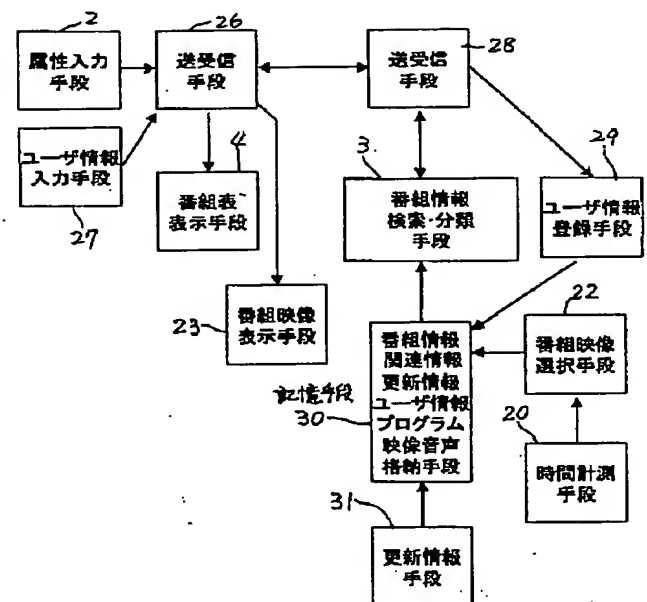 2
属性入力
手段
26
送受信
手段
28
送受信
手段
ユーザ情報
入力手段
27
4
番組表
表示手段
3.
番組情報
検索・分類
手段
29
ユーザ情報
登録手段
23
番組映像
表示手段
記憶手段
30
番組情報
関連情報
更新情報
ユーザ情報
プログラム
映像音声
格納手段
22
番組映像
選択手段
20
時間計測
手段
31
更新情報
手段